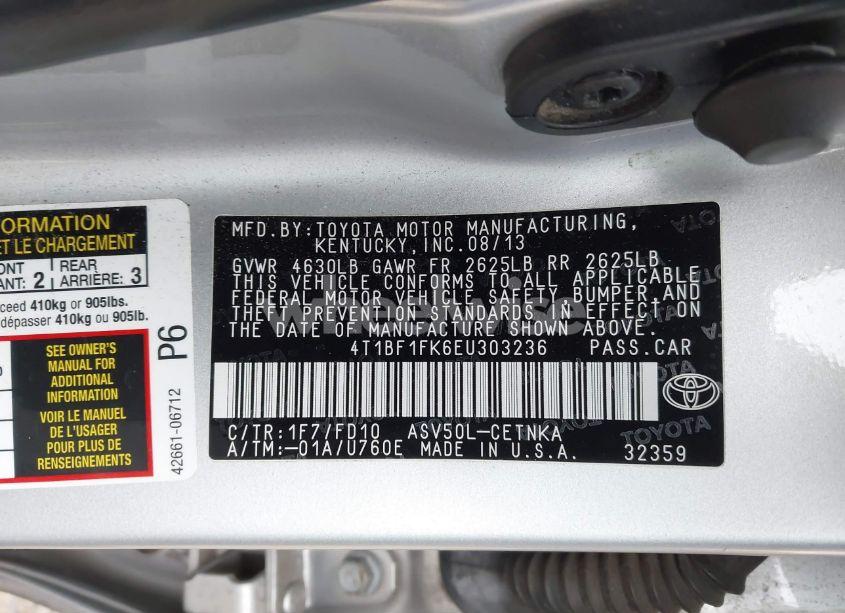 ORMATION
ET LE CHARGEMENT
ONT
ANT: 2
REAR
ARRIÈRE: 3
ceed 410kg or 905lbs.
dépasser 410kg ou 905lb.
SEE OWNER'S
MANUAL FOR
ADDITIONAL
INFORMATION
VOIR LE MANUEL
DE L'USAGER
POUR PLUS DE
RENSEIGNEMENTS
P6
42661-06712
MFD.BY:TOYOTA MOTOR MANUFACTURING,
KENTUCKY,INC.08/13
GVWR 4630LB GAWR FR 2625LB RR 2625LB
THIS VEHICLE CONFORMS TO ALL APPLICABLE
FEDERAL MOTOR VEHICLE SAFETY,BUMPER,AND
THEFT PREVENTION STANDARDS IN EFFECT ON
THE DATE OF MANUFACTURE SHOWN ABOVE.
4T1BF1FK6EU303236 PASS.CAR
C/TR:1F7/FD10 ASV50L-CETNKA
A/TM:-01A/U760E MADE IN U.S.A. 32359
TOYOTA